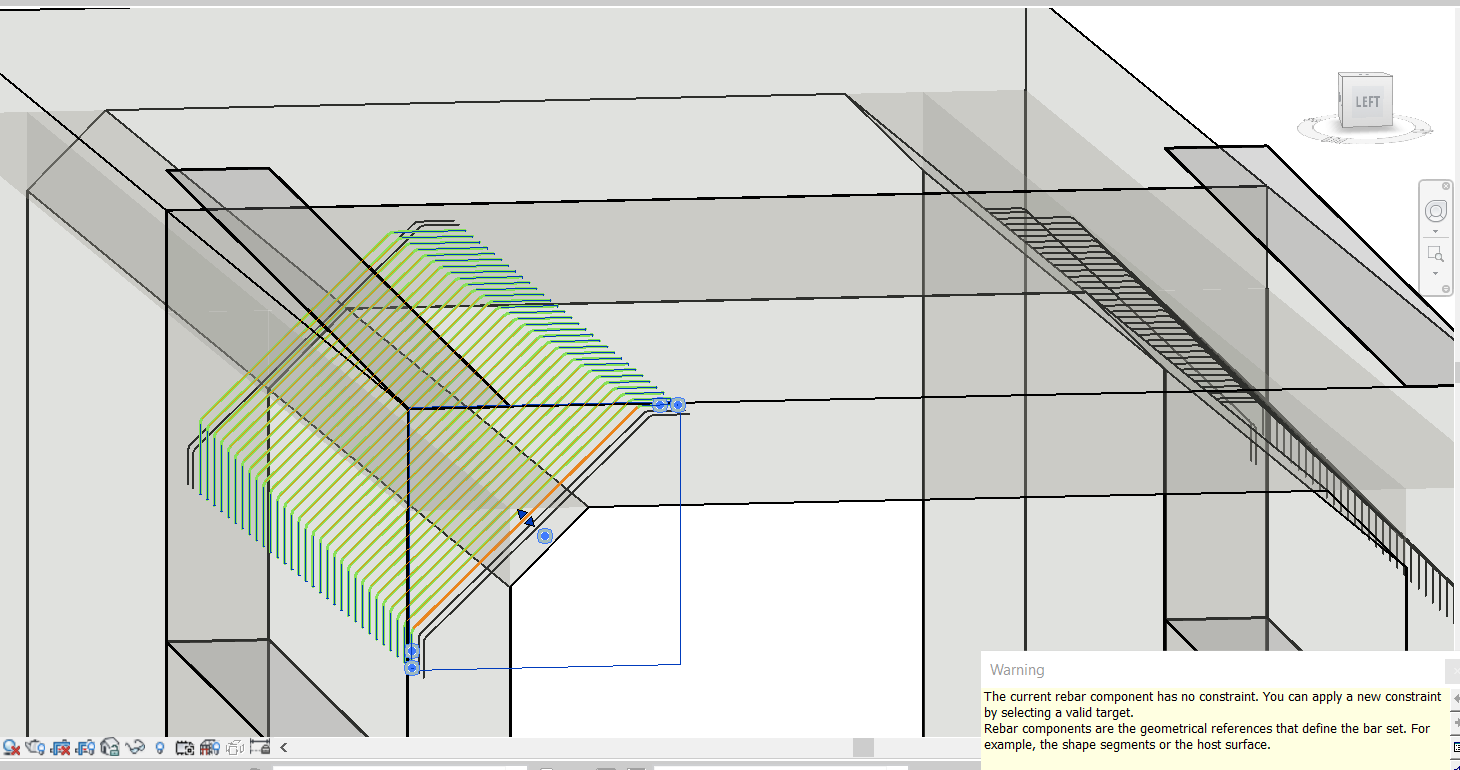 LEFT
Warning
The current rebar component has no constraint. You can apply a new constraint
by selecting a valid target.
Rebar components are the geometrical references that define the bar set. For
example, the shape segments or the host surface.